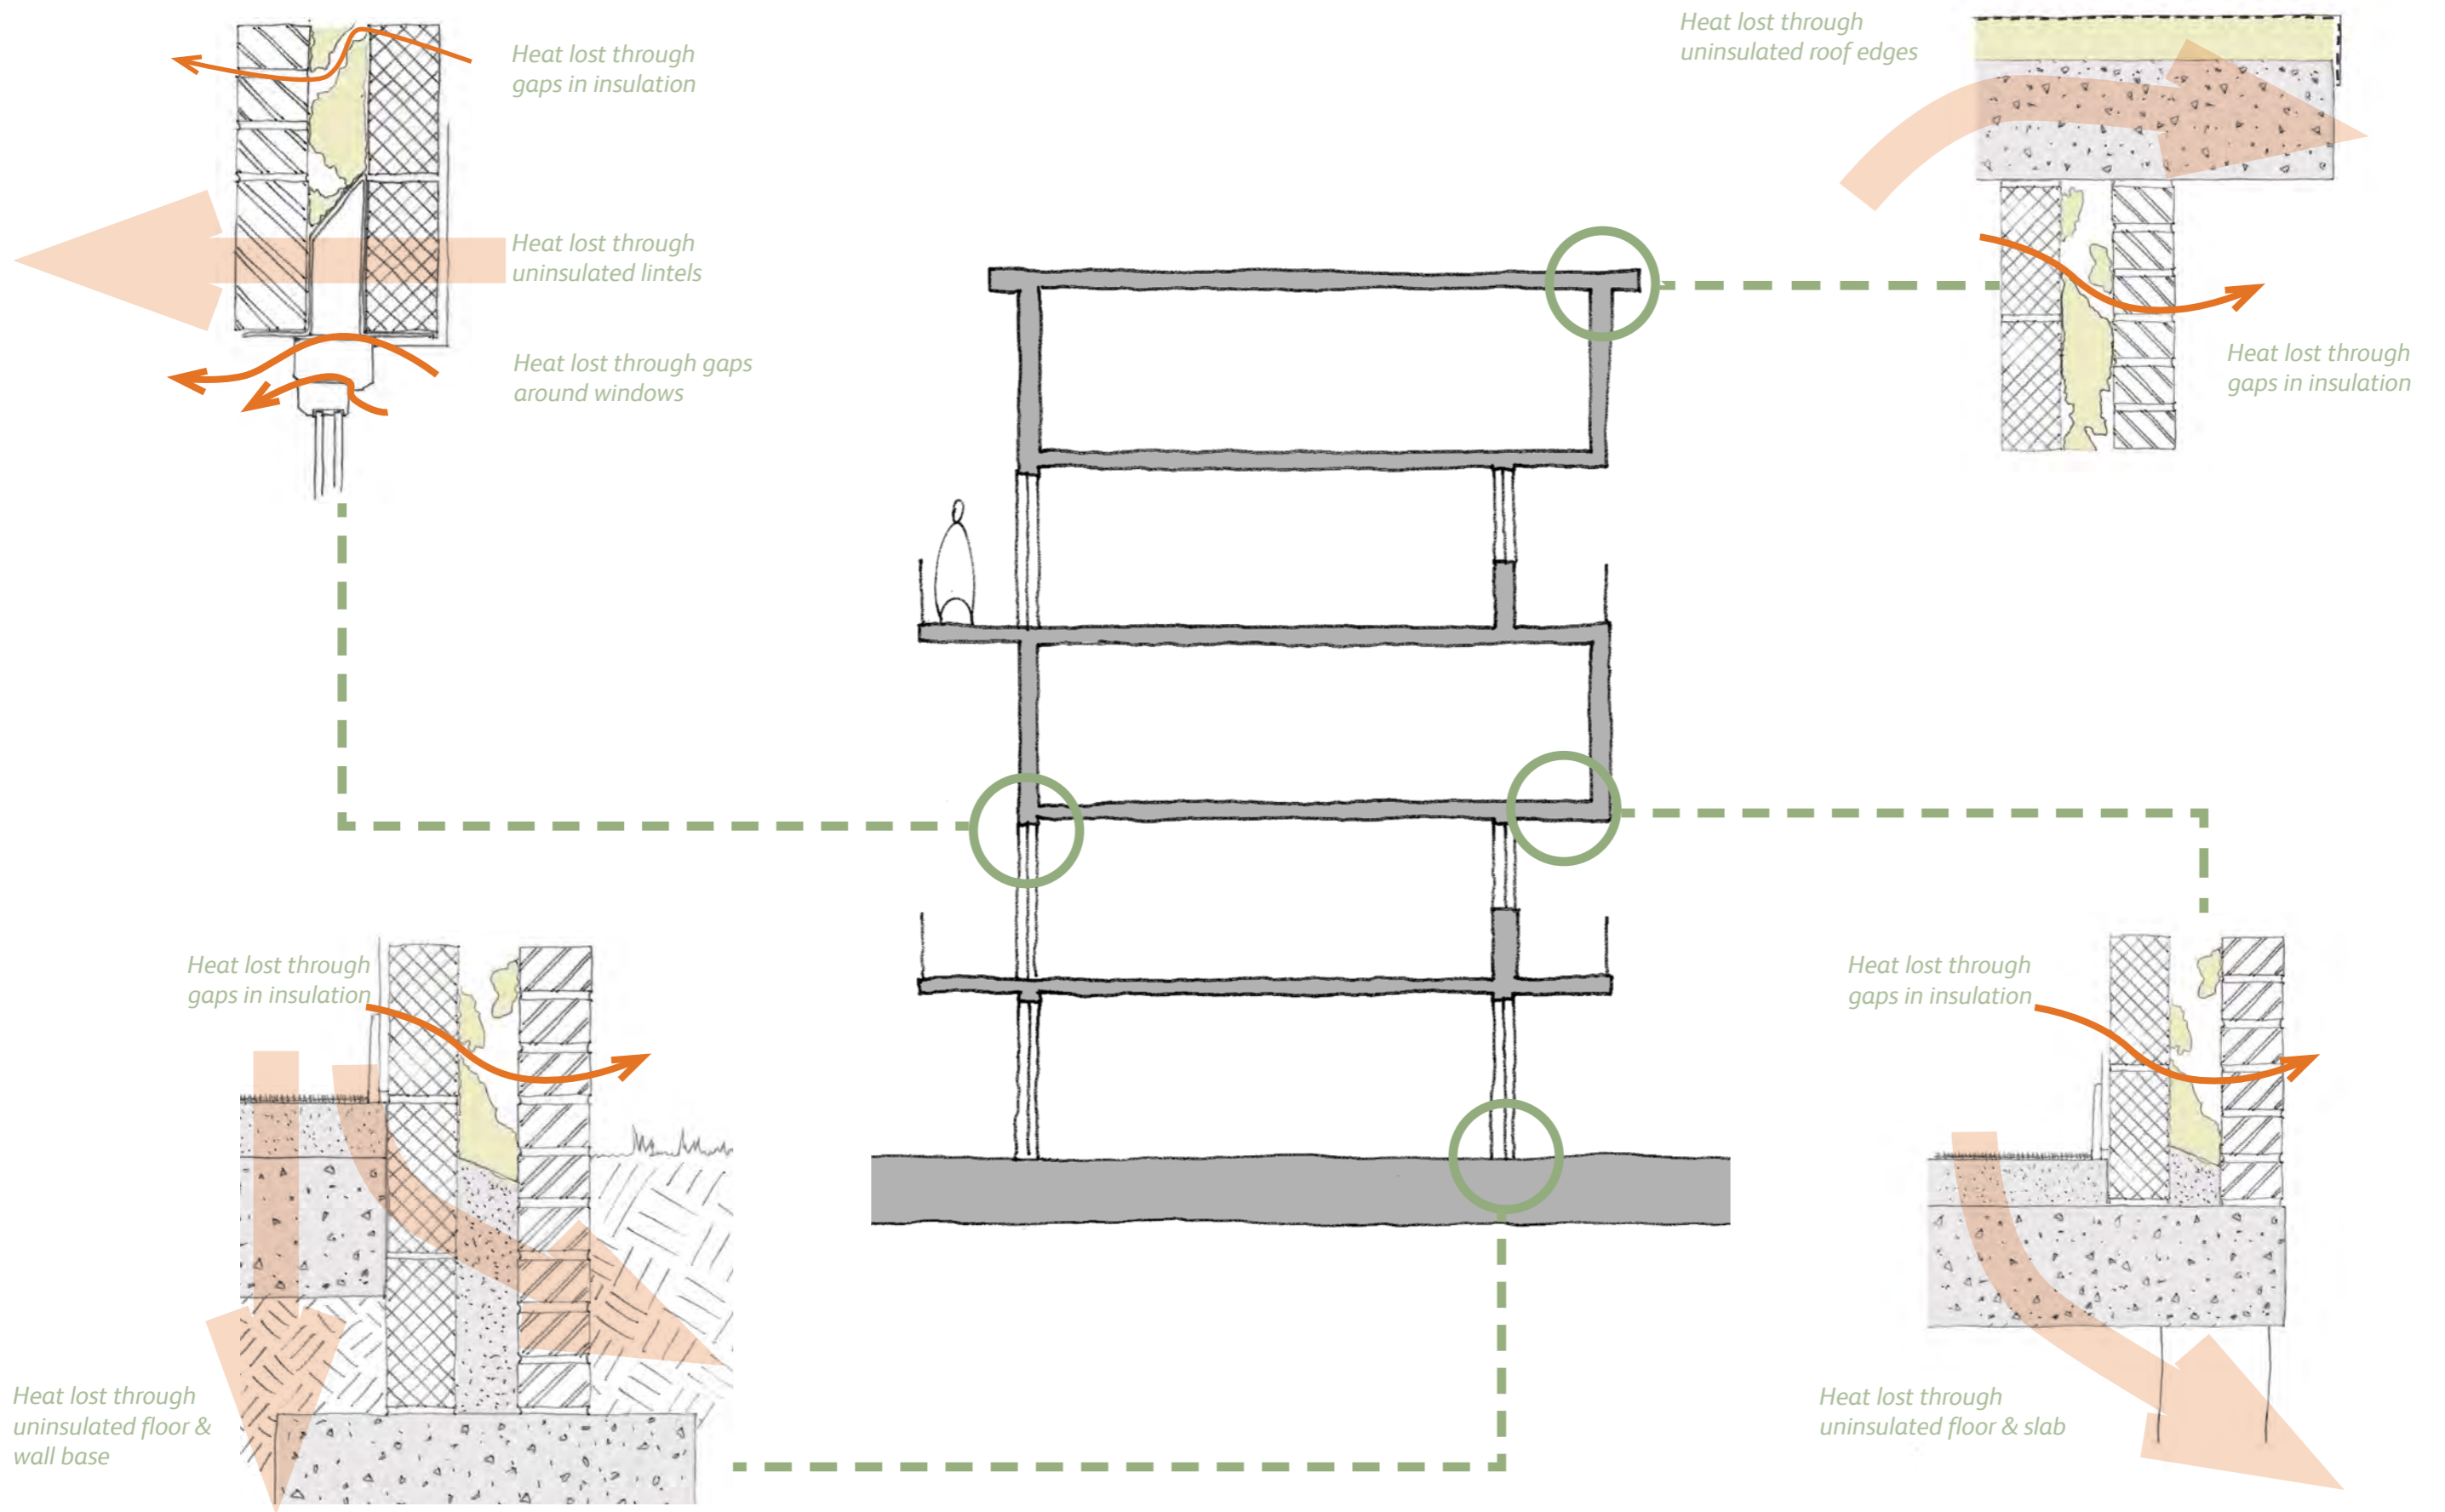 Heat lost through
gaps in insulation
Heat lost through
uninsulated lintels
Heat lost through gaps
around windows
Heat lost through
uninsulated roof edges
Heat lost through
gaps in insulation
Heat lost through
gaps in insulation
Heat lost through
uninsulated floor &
wall base
Heat lost through
gaps in insulation
Heat lost through
uninsulated floor & slab